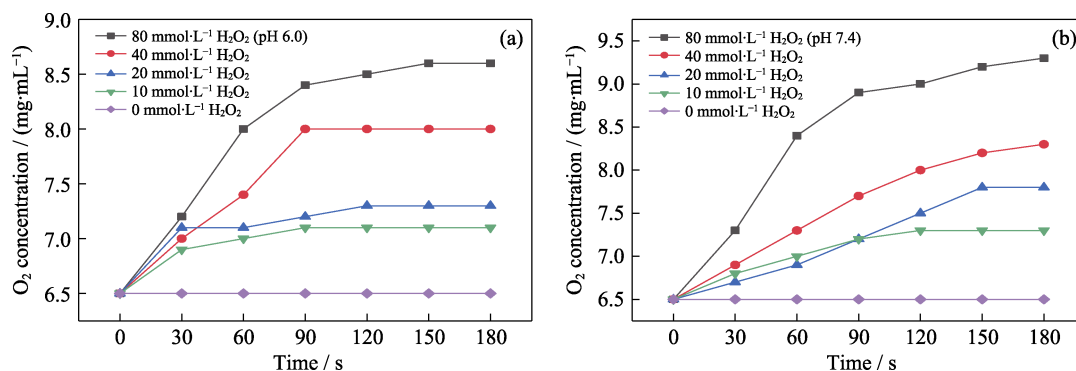 (a)
80 mmol·L⁻¹ H₂O₂ (pH 6.0)
40 mmol·L⁻¹ H₂O₂
20 mmol·L⁻¹ H₂O₂
10 mmol·L⁻¹ H₂O₂
0 mmol·L⁻¹ H₂O₂
O₂ concentration / (mg·mL⁻¹)
9.0
8.5
8.0
7.5
7.0
6.5
0 30 60 90 120 150 180
Time / s
(b)
80 mmol·L⁻¹ H₂O₂ (pH 7.4)
40 mmol·L⁻¹ H₂O₂
20 mmol·L⁻¹ H₂O₂
10 mmol·L⁻¹ H₂O₂
0 mmol·L⁻¹ H₂O₂
O₂ concentration / (mg·mL⁻¹)
9.5
9.0
8.5
8.0
7.5
7.0
6.5
0 30 60 90 120 150 180
Time / s